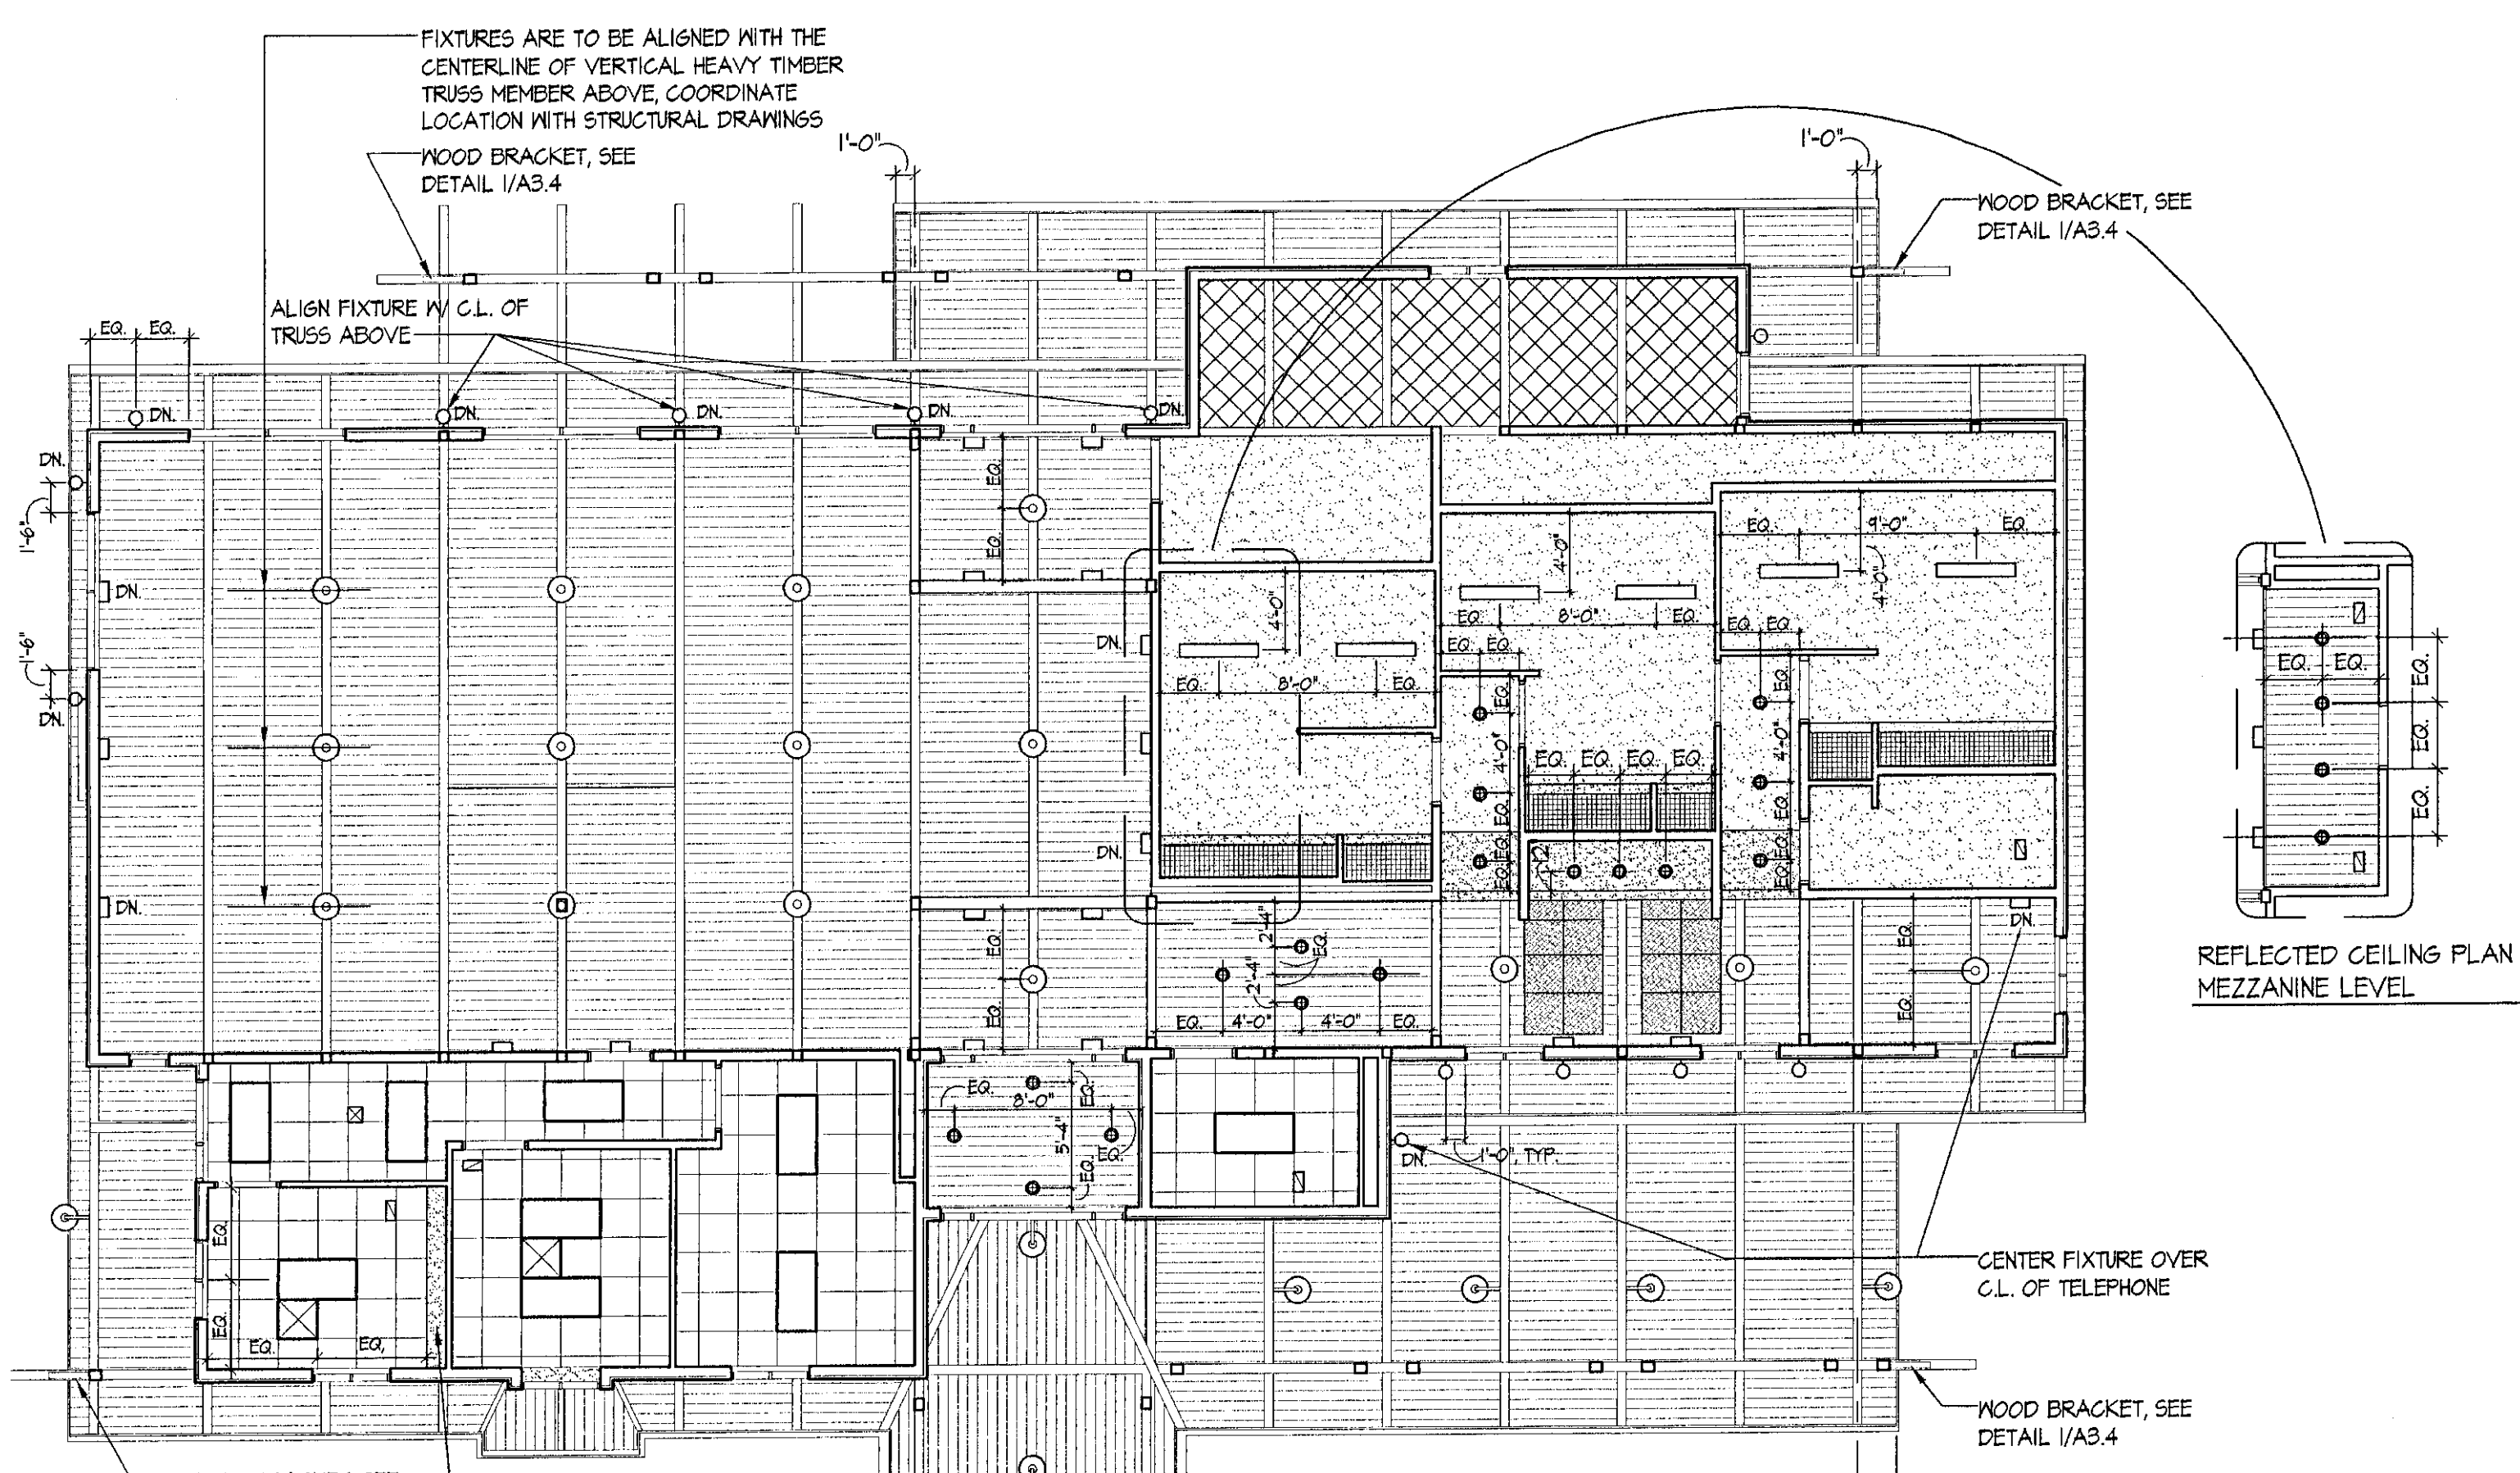 FIXTURES ARE TO BE ALIGNED WITH THE
CENTERLINE OF VERTICAL HEAVY TIMBER
TRUSS MEMBER ABOVE, COORDINATE
LOCATION WITH STRUCTURAL DRAWINGS
WOOD BRACKET, SEE
DETAIL 1/A3.4
1'-0"
1'-0"
WOOD BRACKET, SEE
DETAIL 1/A3.4
ALIGN FIXTURE W/ C.L. OF
TRUSS ABOVE
EQ. EQ.
DN. DN. DN. DN. DN.
DN.
1'-6"
DN.
1'-6"
DN.
DN.
EQ.
EQ.
DN.
DN.
4'-0"
EQ. 8'-0" EQ.
4'-0"
EQ. 8'-0" EQ.
EQ. EQ.
EQ. 9'-0" EQ.
4'-0"
EQ. EQ.
EQ.
4'-0"
EQ.
EQ.
EQ.
EQ. EQ. EQ. EQ.
EQ.
4'-0"
EQ.
EQ.
EQ.
EQ. EQ.
EQ.
EQ.
EQ.
REFLECTED CEILING PLAN
MEZZANINE LEVEL
EQ.
EQ.
2'-4"
2'-4"
EQ.
EQ. 4'-0" 4'-0" EQ.
EQ.
EQ.
DN.
EQ.
8'-0"
EQ.
5'-4"
EQ.
EQ.
DN.
1'-0", TYP.
EQ.
EQ.
EQ. EQ.
CENTER FIXTURE OVER
C.L. OF TELEPHONE
WOOD BRACKET, SEE
DETAIL 1/A3.4